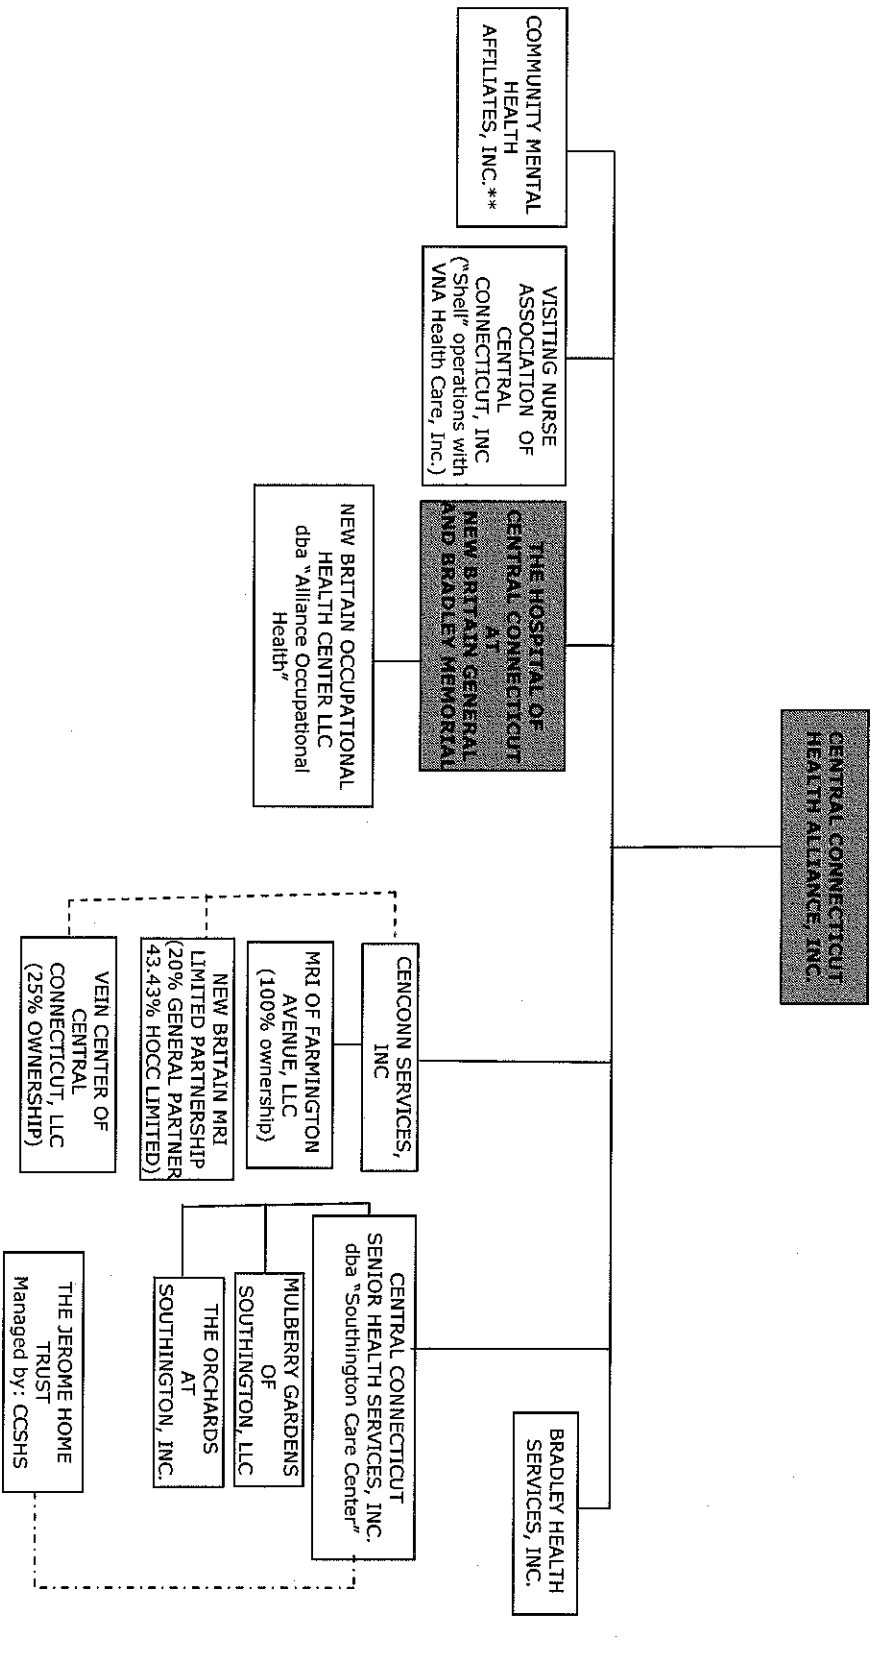 CENTRAL CONNECTICUT
HEALTH ALLIANCE, INC.
COMMUNITY MENTAL
HEALTH
AFFILIATES, INC.**
VISITING NURSE
ASSOCIATION OF
CENTRAL
CONNECTICUT, INC
("Shell" operations with
VNA Health Care, Inc.)
THE HOSPITAL OF
CENTRAL CONNECTICUT
AT
NEW BRITAIN GENERAL
AND BRADLEY MEMORIAL
NEW BRITAIN OCCUPATIONAL
HEALTH CENTER LLC
dba "Alliance Occupational
Health"
CENCONN SERVICES,
INC
MRI OF FARMINGTON
AVENUE, LLC
(100% ownership)
NEW BRITAIN MRI
LIMITED PARTNERSHIP
(20% GENERAL PARTNER
43.43% HOCC LIMITED)
VEIN CENTER OF
CENTRAL
CONNECTICUT, LLC
(25% OWNERSHIP)
CENTRAL CONNECTICUT
SENIOR HEALTH SERVICES, INC.
dba "Southington Care Center"
MULBERRY GARDENS
OF
SOUTHINGTON, LLC
THE ORCHARDS
AT
SOUTHINGTON, INC.
THE JEROME HOME
TRUST
Managed by: CCSHS
BRADLEY HEALTH
SERVICES, INC.